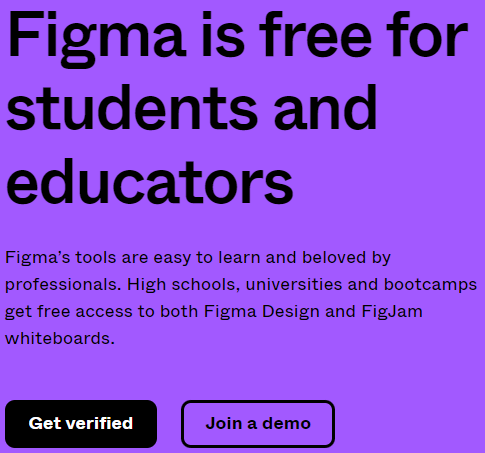 Figma is free for
students and
educators
Figma’s tools are easy to learn and beloved by
professionals. High schools, universities and bootcamps
get free access to both Figma Design and FigJam
whiteboards.
Get verified
Join a demo